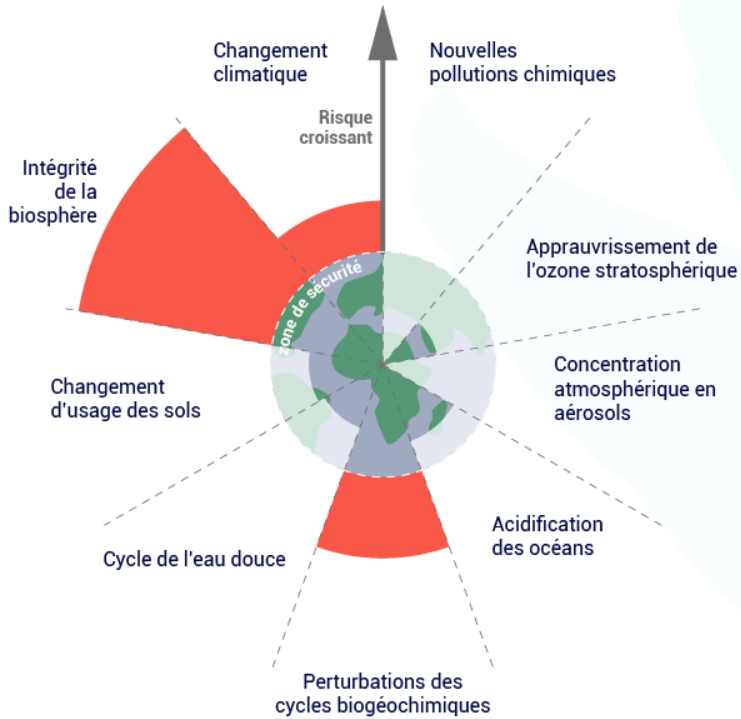 Changement
climatique
Nouvelles
pollutions chimiques
Risque
croissant
Intégrité
de la
biosphère
zone de sécurité
Apprauvrissement de
l'ozone stratosphérique
Changement
d'usage des sols
Concentration
atmosphérique en
aérosols
Cycle de l'eau douce
Acidification
des océans
Perturbations des
cycles biogéochimiques